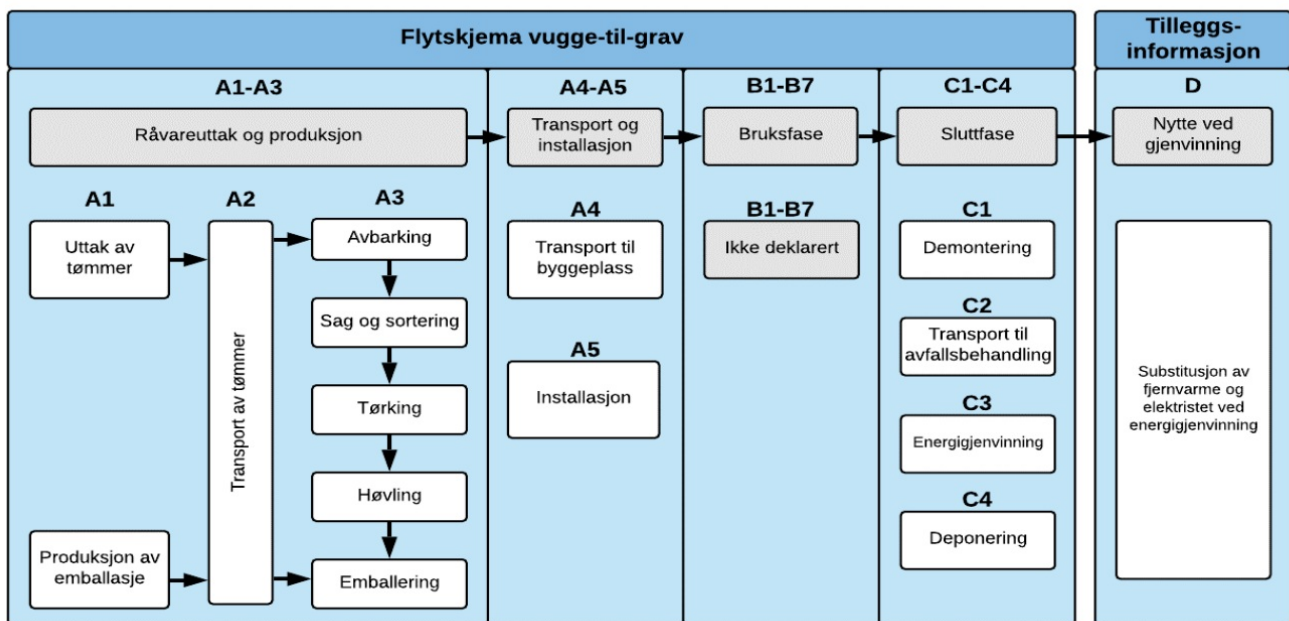 Flytskjema vugge-til-grav
Tilleggs-
informasjon
A1-A3
A4-A5
B1-B7
C1-C4
D
Råvareuttak og produksjon
Transport og
installasjon
Bruksfase
Sluttfase
Nytte ved
gjenvinning
A1
Uttak av
tømmer
Produksjon av
emballasje
A2
Transport av tømmer
A3
Avbarking
Sag og sortering
Tørking
Høvling
Emballering
A4
Transport til
byggeplass
A5
Installasjon
B1-B7
Ikke deklarert
C1
Demontering
C2
Transport til
avfallsbehandling
C3
Energigjenvinning
C4
Deponering
Substitusjon av
fjernvarme og
elektristet ved
energigjenvinning